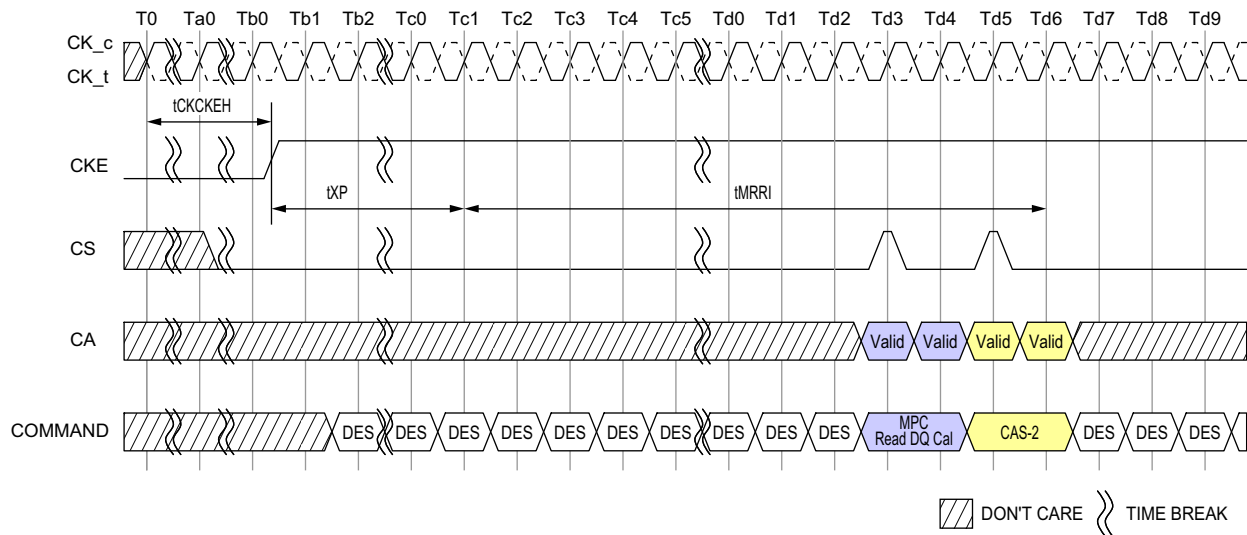 T0 Ta0 Tb0 Tb1 Tb2 Tc0 Tc1 Tc2 Tc3 Tc4 Tc5 Td0 Td1 Td2 Td3 Td4 Td5 Td6 Td7 Td8 Td9
CK_c
CK_t
tCKCKEH
CKE
tXP tMRRI
CS
CA Valid Valid Valid Valid
COMMAND DES DES DES DES DES DES DES DES DES DES MPC Read DQ Cal CAS-2 DES DES DES
DON'T CARE TIME BREAK